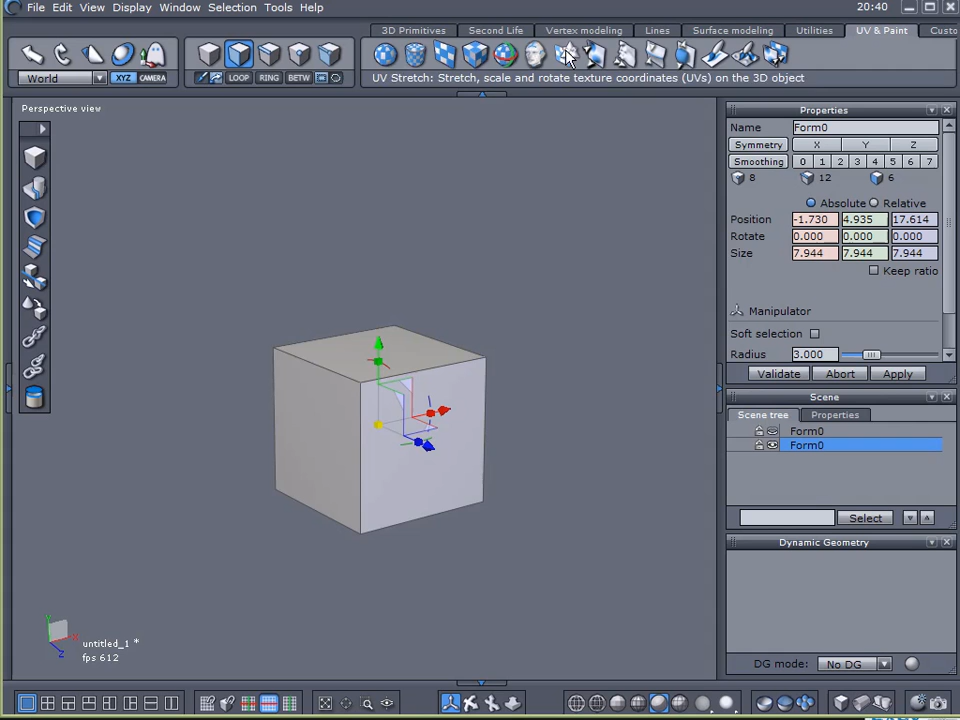 File Edit View Display Window Selection Tools Help 20:40
3D Primitives Second Life Vertex modeling Lines Surface modeling Utilities UV & Paint Custo
World XYZ CAMERA LOOP RING BETW
UV Stretch: Stretch, scale and rotate texture coordinates (UVs) on the 3D object
Perspective view
Properties
Name Form0
Symmetry X Y Z
Smoothing 0 1 2 3 4 5 6 7
8 12 6
Absolute Relative
Position -1.730 4.935 17.614
Rotate 0.000 0.000 0.000
Size 7.944 7.944 7.944
Keep ratio
Manipulator
Soft selection
Radius 3.000
Validate Abort Apply
Scene
Scene tree Properties
Form0
Form0
Select
Dynamic Geometry
DG mode: No DG
Y
X
Z
untitled_1 *
fps 612